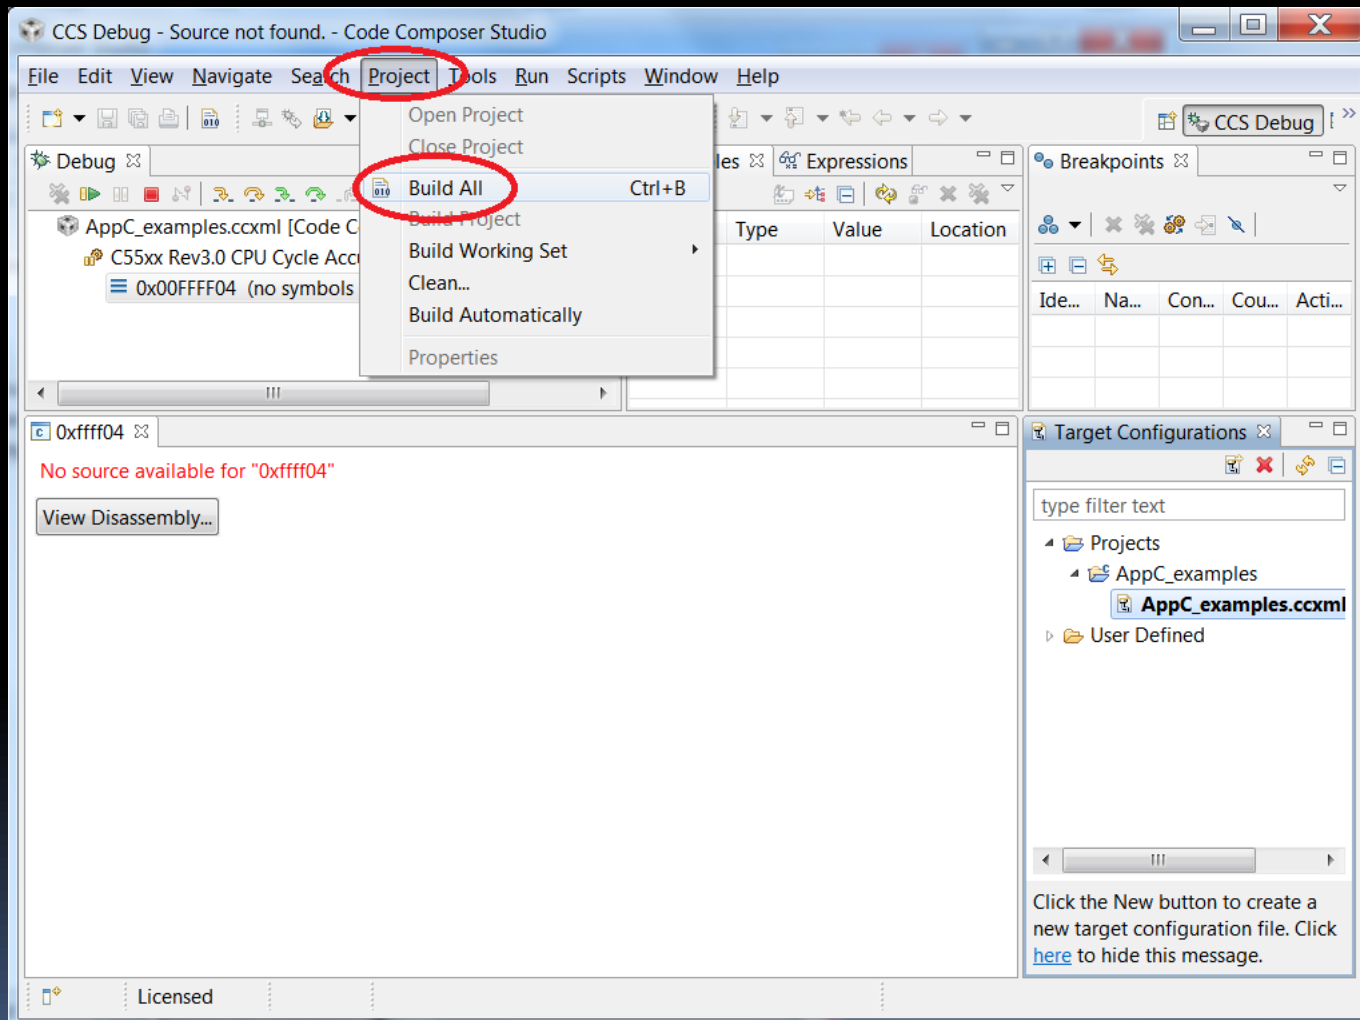 CCS Debug - Source not found. - Code Composer Studio
File Edit View Navigate Search Project Tools Run Scripts Window Help
CCS Debug
Open Project
Close Project
Build All Ctrl+B
Build Project
Build Working Set
Clean...
Build Automatically
Properties
Debug
AppC_examples.ccxml [Code C
C55xx Rev3.0 CPU Cycle Accu
0x00FFFF04 (no symbols
les Expressions
Type Value Location
Breakpoints
Ide... Na... Con... Cou... Acti...
0xffff04
No source available for "0xffff04"
View Disassembly...
Target Configurations
type filter text
Projects
AppC_examples
AppC_examples.ccxml
User Defined
Click the New button to create a
new target configuration file. Click
here to hide this message.
Licensed